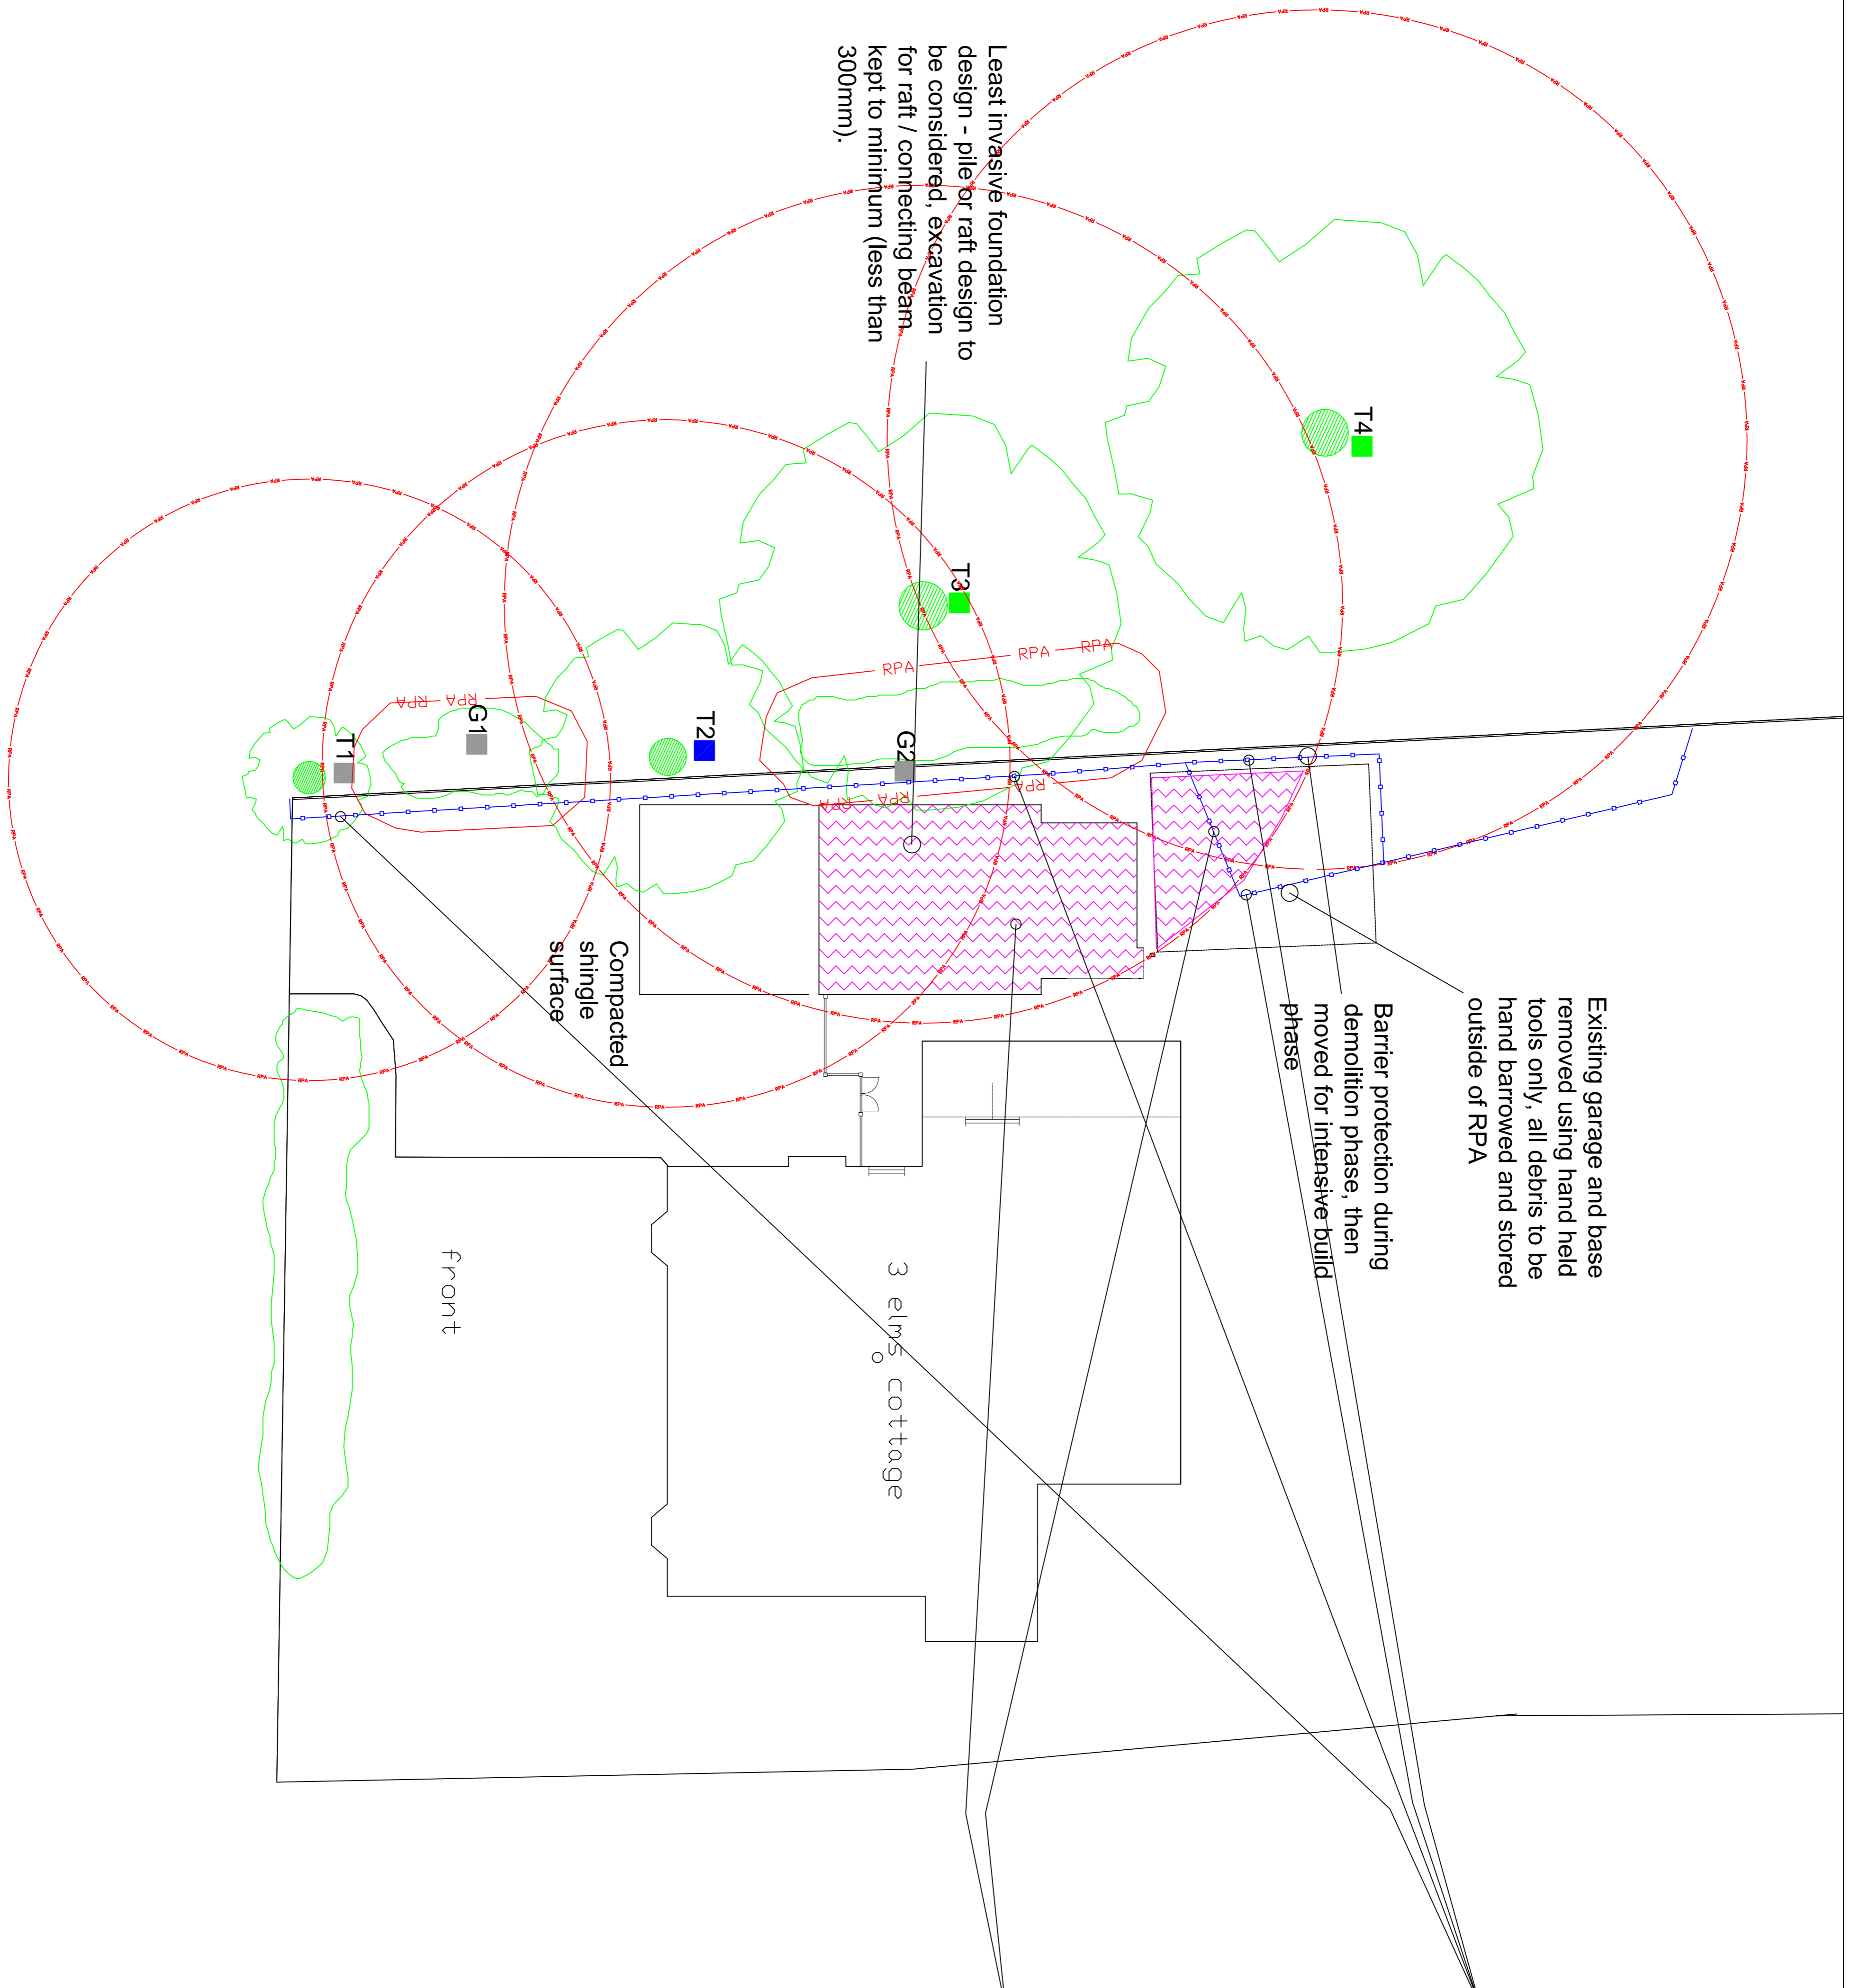 Least invasive foundation
design - pile or raft design to
be considered, excavation
for raft / connecting beam
kept to minimum (less than
300mm).
T4
T3
T2
G2
G1
T1
RPA
RPA
RPA
RPA
RPA
RPA
RPA
RPA
RPA
Existing garage and base
removed using hand held
tools only, all debris to be
hand barrowed and stored
outside of RPA
Barrier protection during
demolition phase, then
moved for intensive build
phase
Compacted
shingle
surface
3 elms cottage
front